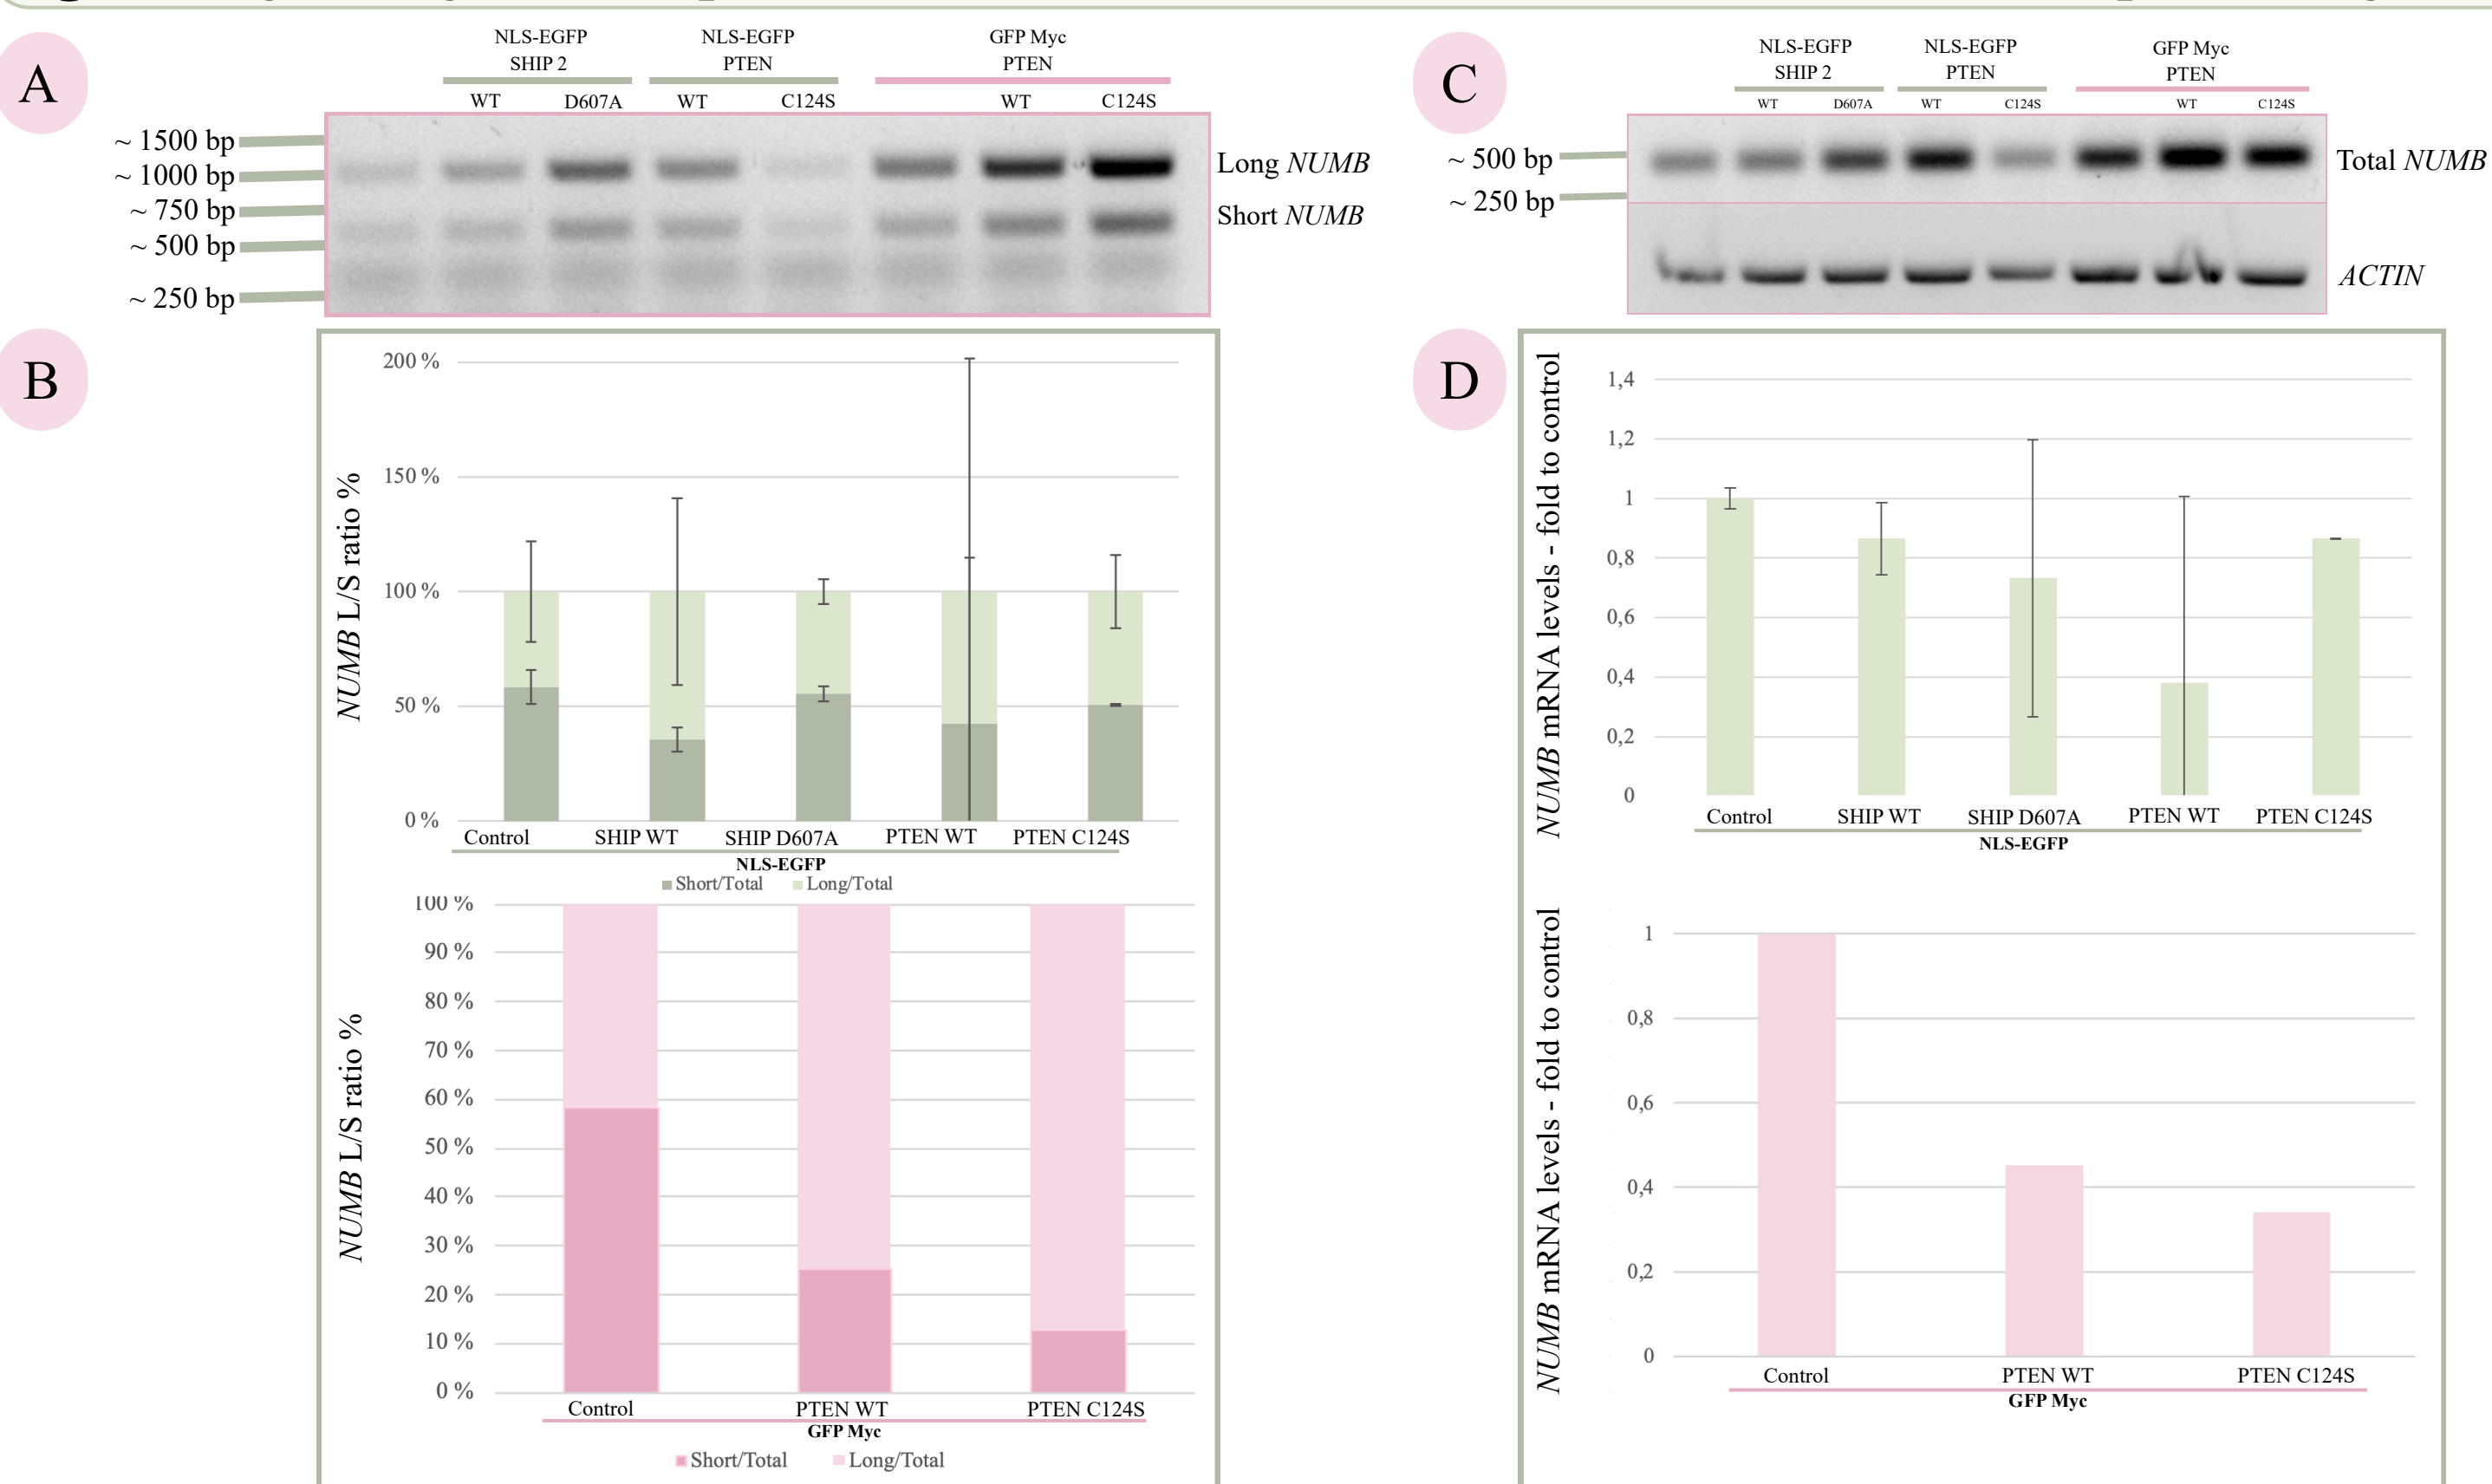 A
NLS-EGFP
SHIP 2
NLS-EGFP
PTEN
GFP Myc
PTEN
WT
D607A
WT
C124S
WT
C124S
~ 1500 bp
~ 1000 bp
~ 750 bp
~ 500 bp
~ 250 bp
Long NUMB
Short NUMB
B
NUMB L/S ratio %
200 %
150 %
100 %
50 %
0 %
Control
SHIP WT
SHIP D607A
PTEN WT
PTEN C124S
NLS-EGFP
Short/Total
Long/Total
NUMB L/S ratio %
100 %
90 %
80 %
70 %
60 %
50 %
40 %
30 %
20 %
10 %
0 %
Control
PTEN WT
PTEN C124S
GFP Myc
Short/Total
Long/Total
C
NLS-EGFP
SHIP 2
NLS-EGFP
PTEN
GFP Myc
PTEN
WT
D607A
WT
C124S
WT
C124S
~ 500 bp
~ 250 bp
Total NUMB
ACTIN
D
NUMB mRNA levels - fold to control
1,4
1,2
1
0,8
0,6
0,4
0,2
0
Control
SHIP WT
SHIP D607A
PTEN WT
PTEN C124S
NLS-EGFP
NUMB mRNA levels - fold to control
1
0,8
0,6
0,4
0,2
0
Control
PTEN WT
PTEN C124S
GFP Myc